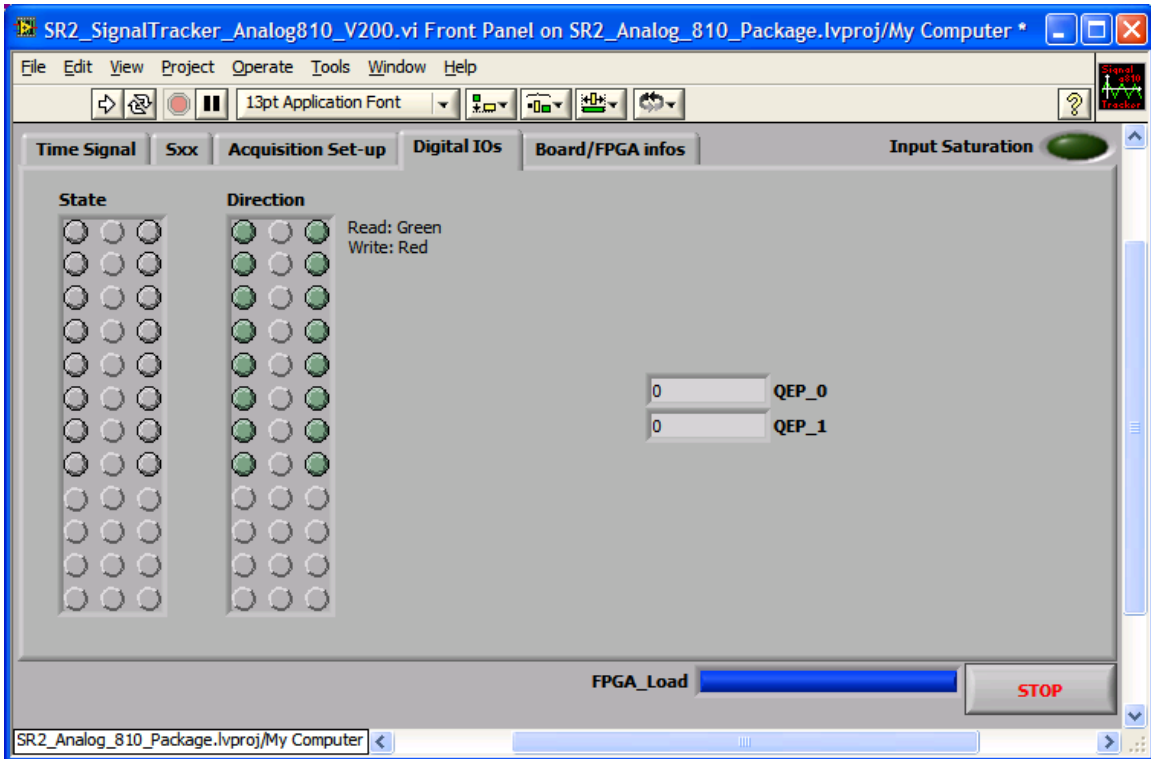 SR2_SignalTracker_Analog810_V200.vi Front Panel on SR2_Analog_810_Package.lvproj/My Computer *
File Edit View Project Operate Tools Window Help
13pt Application Font
Signal
Tracker
Time Signal Sxx Acquisition Set-up Digital IOs Board/FPGA infos Input Saturation
State Direction
Read: Green
Write: Red
0 QEP_0
0 QEP_1
FPGA_Load
STOP
SR2_Analog_810_Package.lvproj/My Computer